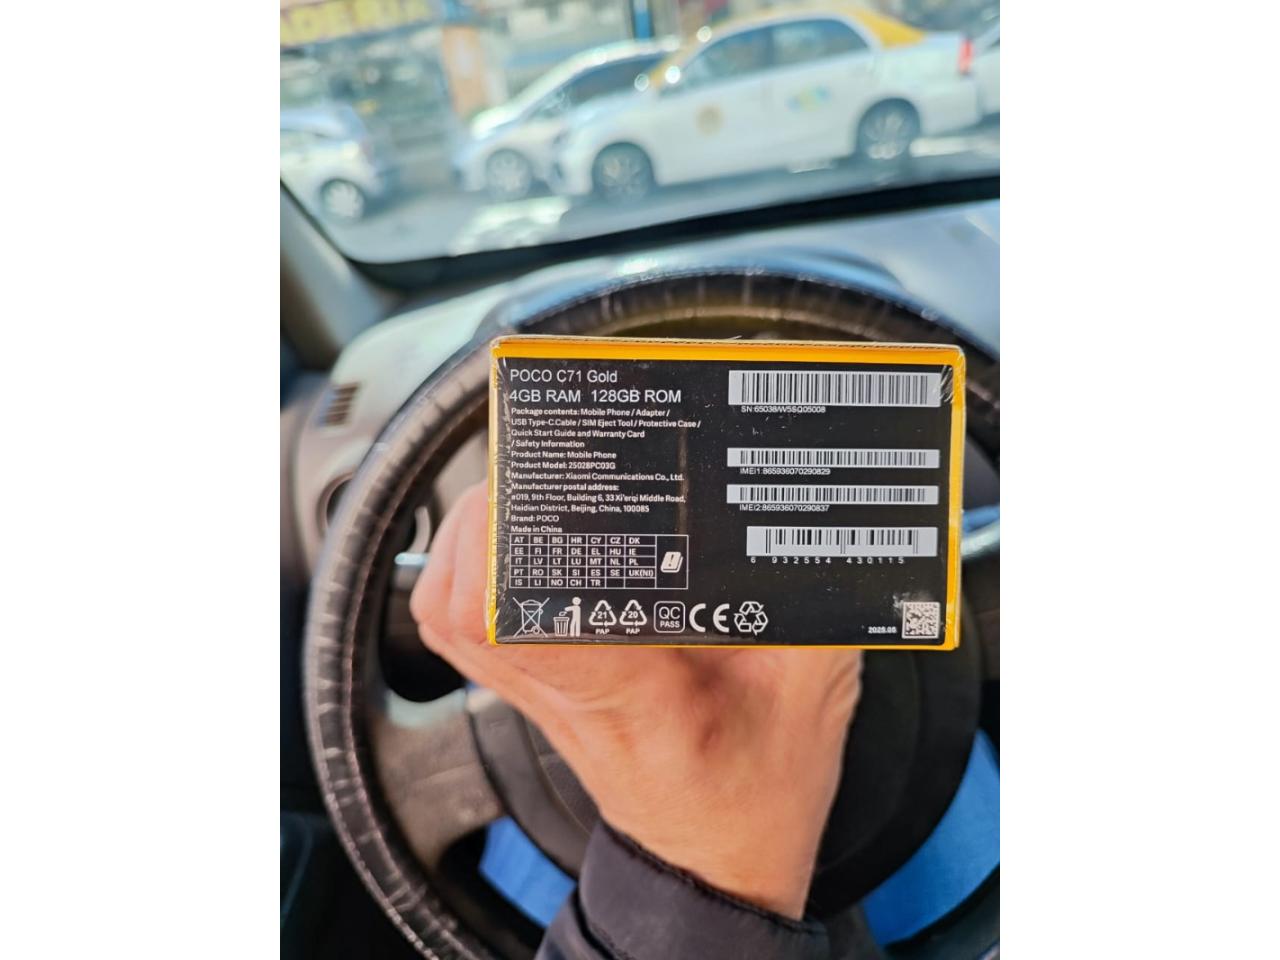 POCO C71 Gold
4GB RAM 128GB ROM
Package contents: Mobile Phone / Adapter /
USB Type-C.Cable / SIM Eject Tool / Protective Case /
Quick Start Guide and Warranty Card
/ Safety Information
Product Name: Mobile Phone
Product Model: 25028PC03G
Manufacturer: Xiaomi Communications Co., Ltd.
Manufacturer postal address:
#019, 9th Floor, Building 6, 33 Xi'erqi Middle Road,
Haidian District, Beijing, China, 100085
Brand: POCO
Made in China
AT BE BG HR CY CZ DK
EE FI FR DE EL HU IE
IT LV LT LU MT NL PL
PT RO SK SI ES SE UK(NI)
IS LI NO CH TR
21
PAP
20
PAP
QC
PASS
CE
SN:65038/W5SQ05008
IMEI1:865936070290829
IMEI2:865936070290837
6 932554 430115
2025.05